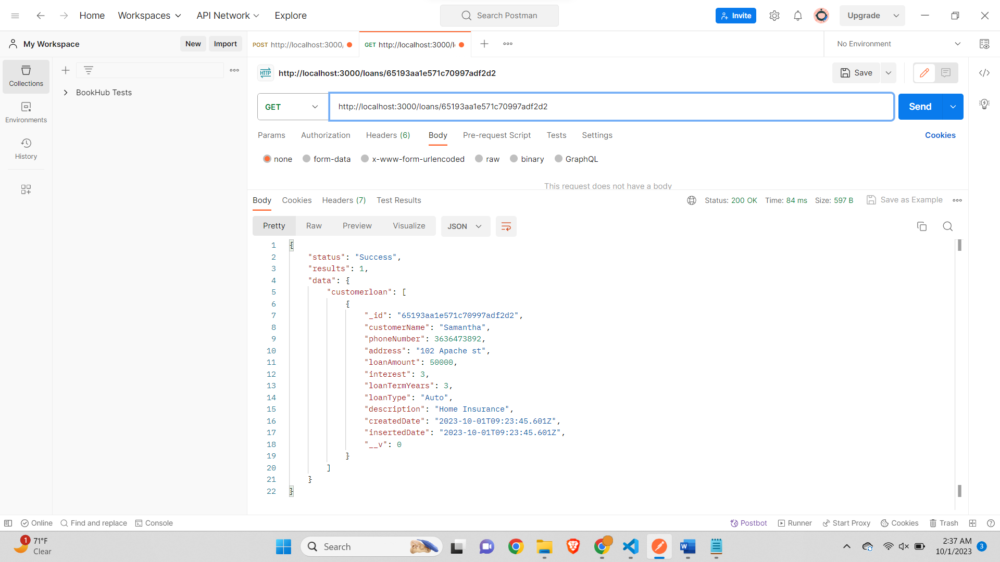 Home Workspaces API Network Explore Search Postman Invite Upgrade
My Workspace New Import POST http://localhost:3000/ GET http://localhost:3000/l No Environment
Collections
HTTP http://localhost:3000/loans/65193aa1e571c70997adf2d2 Save
BookHub Tests
Environments
GET http://localhost:3000/loans/65193aa1e571c70997adf2d2 Send
Params Authorization Headers (6) Body Pre-request Script Tests Settings Cookies
History
none form-data x-www-form-urlencoded raw binary GraphQL
This request does not have a body
Body Cookies Headers (7) Test Results Status: 200 OK Time: 84 ms Size: 597 B Save as Example
Pretty Raw Preview Visualize JSON
1 {
2 "status": "Success",
3 "results": 1,
4 "data": {
5 "customerloan": [
6 {
7 "_id": "65193aa1e571c70997adf2d2",
8 "customerName": "Samantha",
9 "phoneNumber": 3636473892,
10 "address": "102 Apache st",
11 "loanAmount": 50000,
12 "interest": 3,
13 "loanTermYears": 3,
14 "loanType": "Auto",
15 "description": "Home Insurance",
16 "createdDate": "2023-10-01T09:23:45.601Z",
17 "insertedDate": "2023-10-01T09:23:45.601Z",
18 "__v": 0
19 }
20 ]
21 }
22 }
Online Find and replace Console Postbot Runner Start Proxy Cookies Trash
1 71°F
Clear
Search
2:37 AM
10/1/2023 3